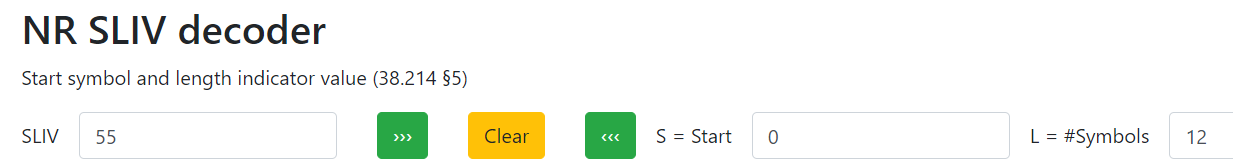 NR SLIV decoder
Start symbol and length indicator value (38.214 §5)
SLIV 55 ››› Clear ‹‹‹ S = Start 0 L = #Symbols 12